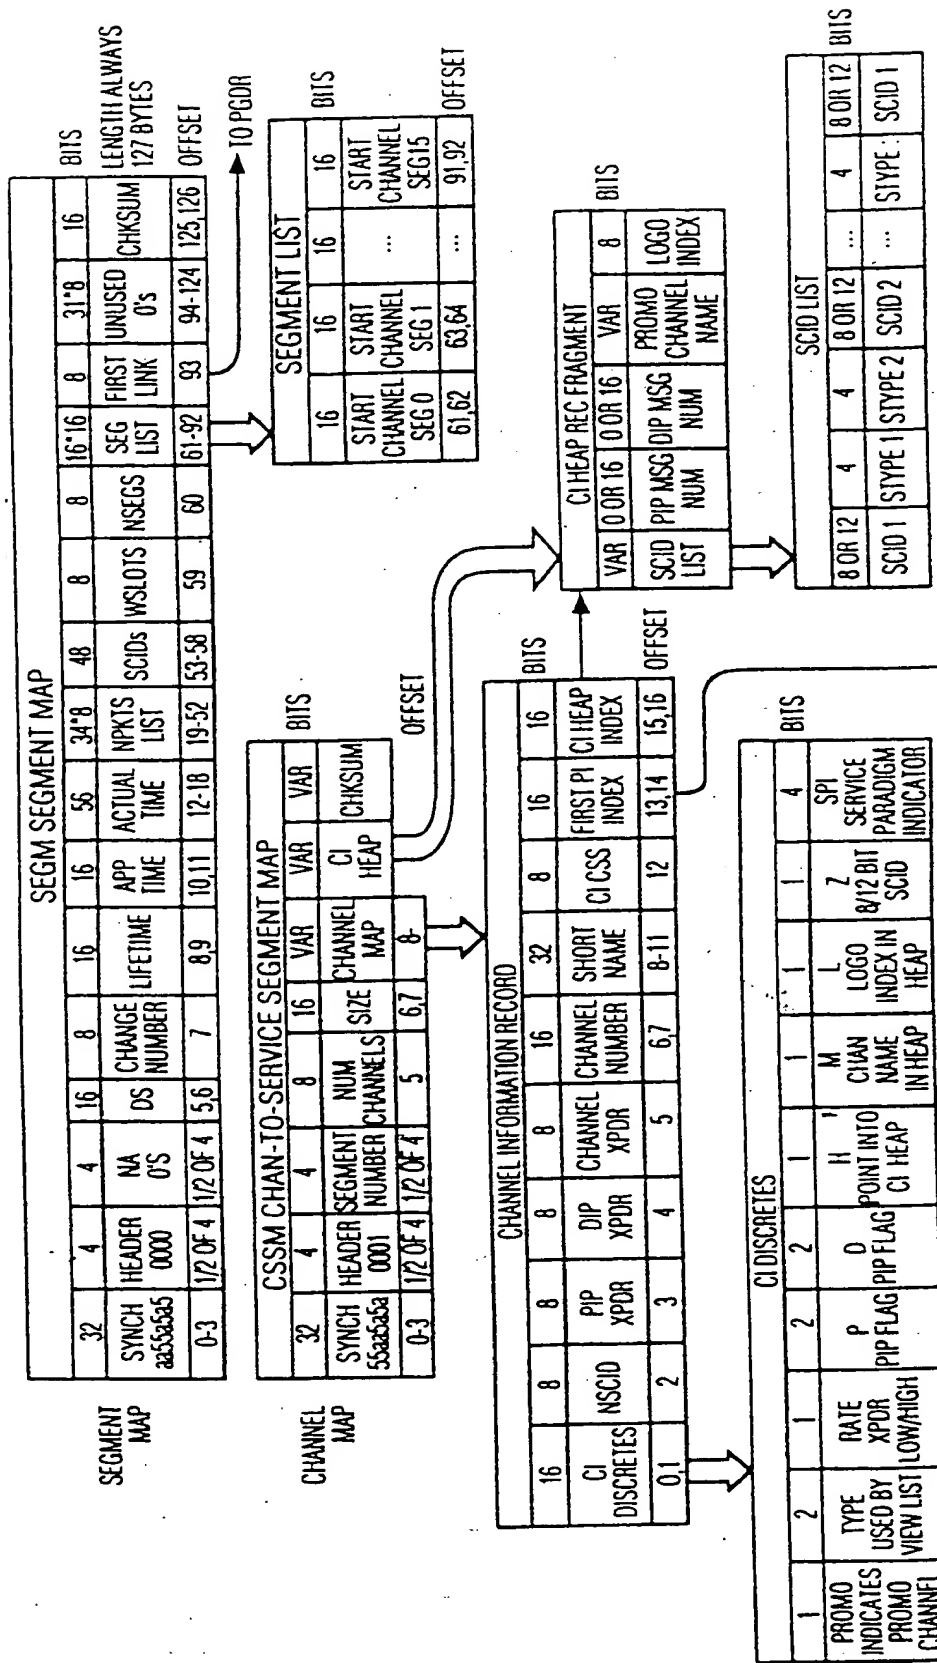 SEGMENT MAP
SEGM SEGMENT MAP
32 4 4 16 8 16 16 56 34*8 48 8 8 16*16 8 31*8 16 BITS
SYNCH aa55a5a5 HEADER 0000 NA 0'S DS CHANGE NUMBER LIFETIME APP TIME ACTUAL TIME NPKTS LIST SCIDs WSLOTS NSEGS SEG LIST FIRST LINK UNUSED 0's CHKSUM LENGTH ALWAYS 127 BYTES
0-3 1/2 OF 4 1/2 OF 4 5,6 7 8,9 10,11 12-18 19-52 53-58 59 60 61-92 93 94-124 125,126 OFFSET
TO PGDR
SEGMENT LIST
16 16 16 16 BITS
START CHANNEL SEG 0 START CHANNEL SEG 1 ... START CHANNEL SEG15
61,62 63,64 ... 91,92 OFFSET
CHANNEL MAP
CSSM CHAN-TO-SERVICE SEGMENT MAP
32 4 4 8 16 VAR VAR VAR BITS
SYNCH 55aa5a5a HEADER 0001 SEGMENT NUMBER NUM CHANNELS SIZE CHANNEL MAP CI HEAP CHKSUM
0-3 1/2 OF 4 1/2 OF 4 5 6,7 8- OFFSET
CHANNEL INFORMATION RECORD
16 8 8 8 8 16 32 8 16 16 BITS
CI DISCRETES NSCID PIP XPDR DIP XPDR CHANNEL XPDR CHANNEL NUMBER SHORT NAME CI CSS FIRST PI INDEX CI HEAP INDEX
0,1 2 3 4 5 6,7 8-11 12 13,14 15,16 OFFSET
CI HEAP REC FRAGMENT
VAR 0 OR 16 0 OR 16 VAR 8 BITS
SCID LIST PIP MSG NUM DIP MSG NUM PROMO CHANNEL NAME LOGO INDEX
CI DISCRETES
1 2 1 2 2 1 1 1 1 4 BITS
PROMO INDICATES PROMO CHANNEL TYPE USED BY VIEW LIST RATE XPDR LOW/HIGH P PIP FLAG D PIP FLAG H POINT INTO CI HEAP M CHAN NAME IN HEAP L LOGO INDEX IN HEAP Z 8/12 BIT SCID SPI SERVICE PARADIGM INDICATOR
SCID LIST
8 OR 12 4 4 8 OR 12 ... 4 8 OR 12 BITS
SCID 1 STYPE 1 STYPE 2 SCID 2 ... STYPE : SCID 1